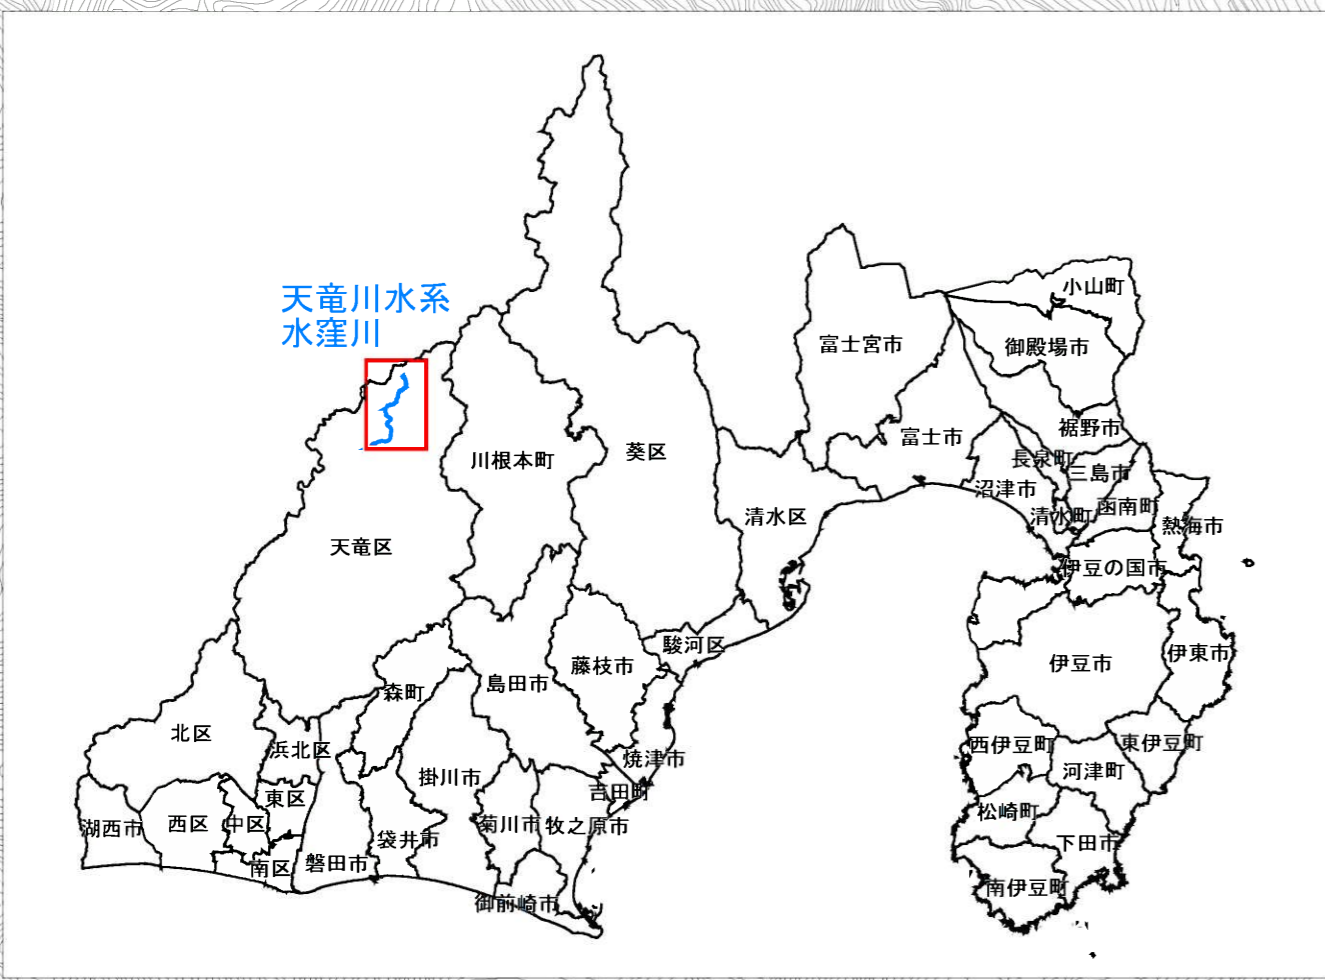 天竜川水系
水窪川
小山町
富士宮市
御殿場市
裾野市
富士市
川根本町
葵区
長泉町
三島市
沼津市
函南町
清水区
清水町
熱海市
天竜区
伊豆の国市
駿河区
伊東市
伊豆市
藤枝市
島田市
森町
北区
浜北区
西伊豆町
東伊豆町
焼津市
河津町
掛川市
吉田町
東区
松崎町
湖西市
西区
中区
菊川市
牧之原市
袋井市
下田市
磐田市
南区
南伊豆町
御前崎市